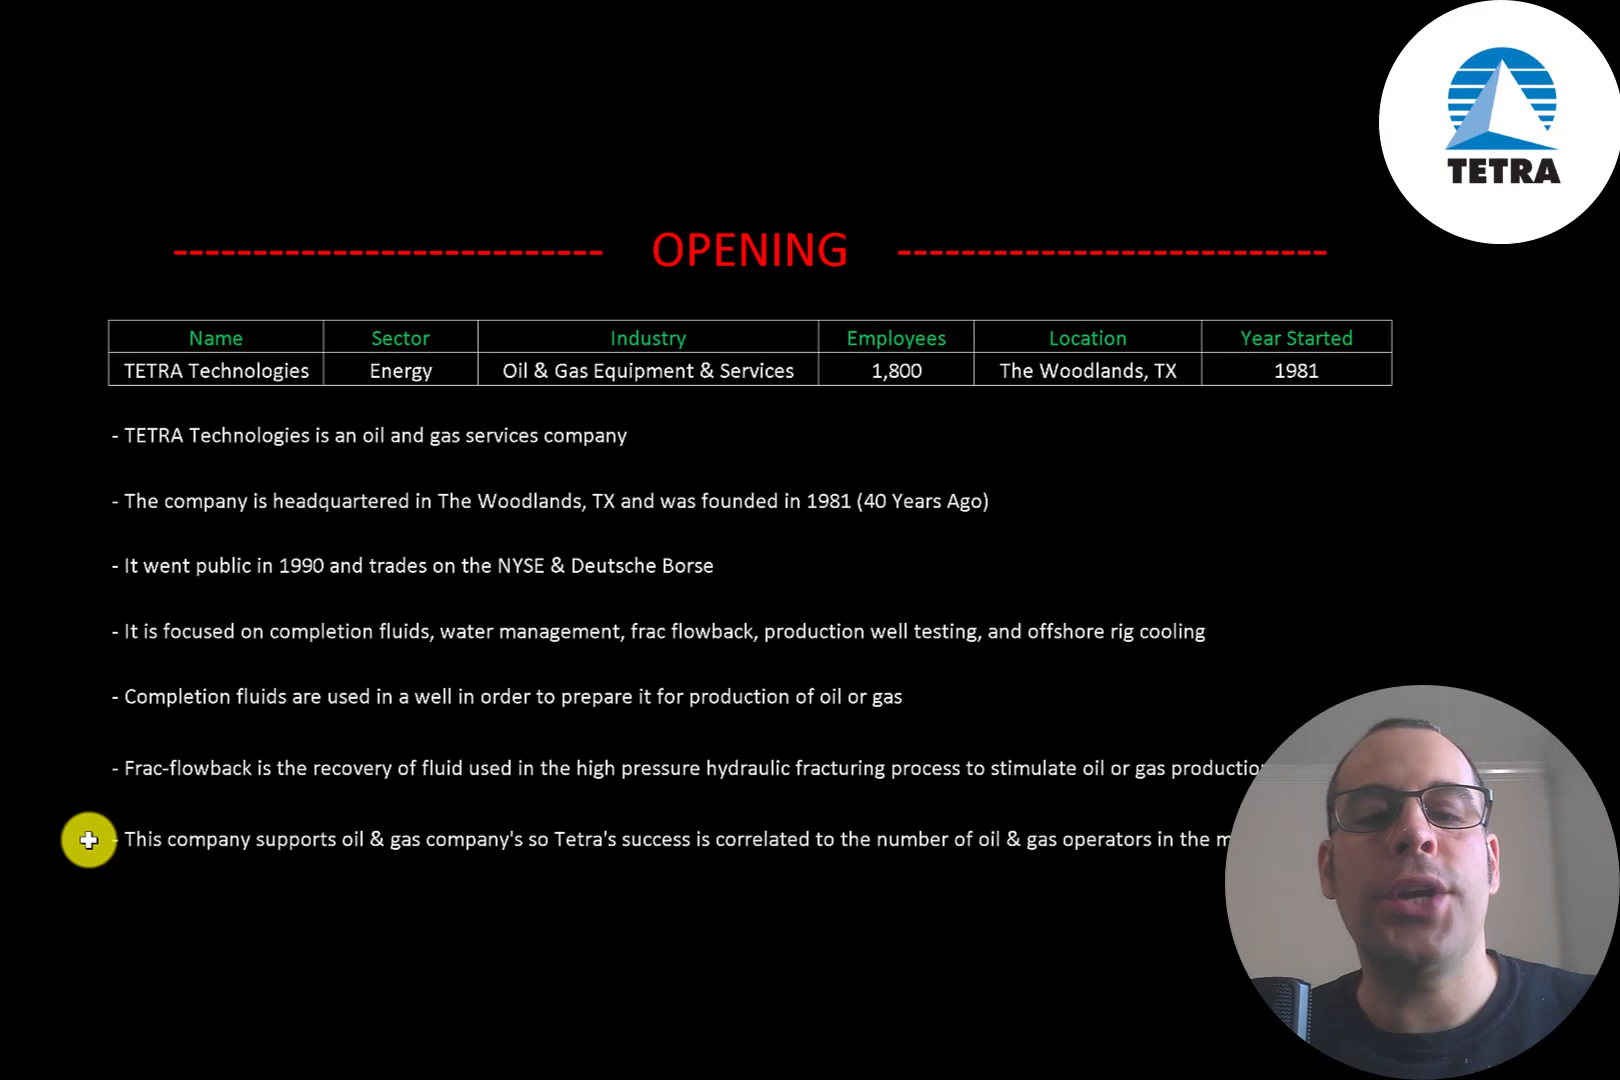 TETRA
-------------------------- OPENING --------------------------
Name Sector Industry Employees Location Year Started
TETRA Technologies Energy Oil & Gas Equipment & Services 1,800 The Woodlands, TX 1981
- TETRA Technologies is an oil and gas services company
- The company is headquartered in The Woodlands, TX and was founded in 1981 (40 Years Ago)
- It went public in 1990 and trades on the NYSE & Deutsche Borse
- It is focused on completion fluids, water management, frac flowback, production well testing, and offshore rig cooling
- Completion fluids are used in a well in order to prepare it for production of oil or gas
- Frac-flowback is the recovery of fluid used in the high pressure hydraulic fracturing process to stimulate oil or gas
- This company supports oil & gas company's so Tetra's success is correlated to the number of oil & gas operators in the